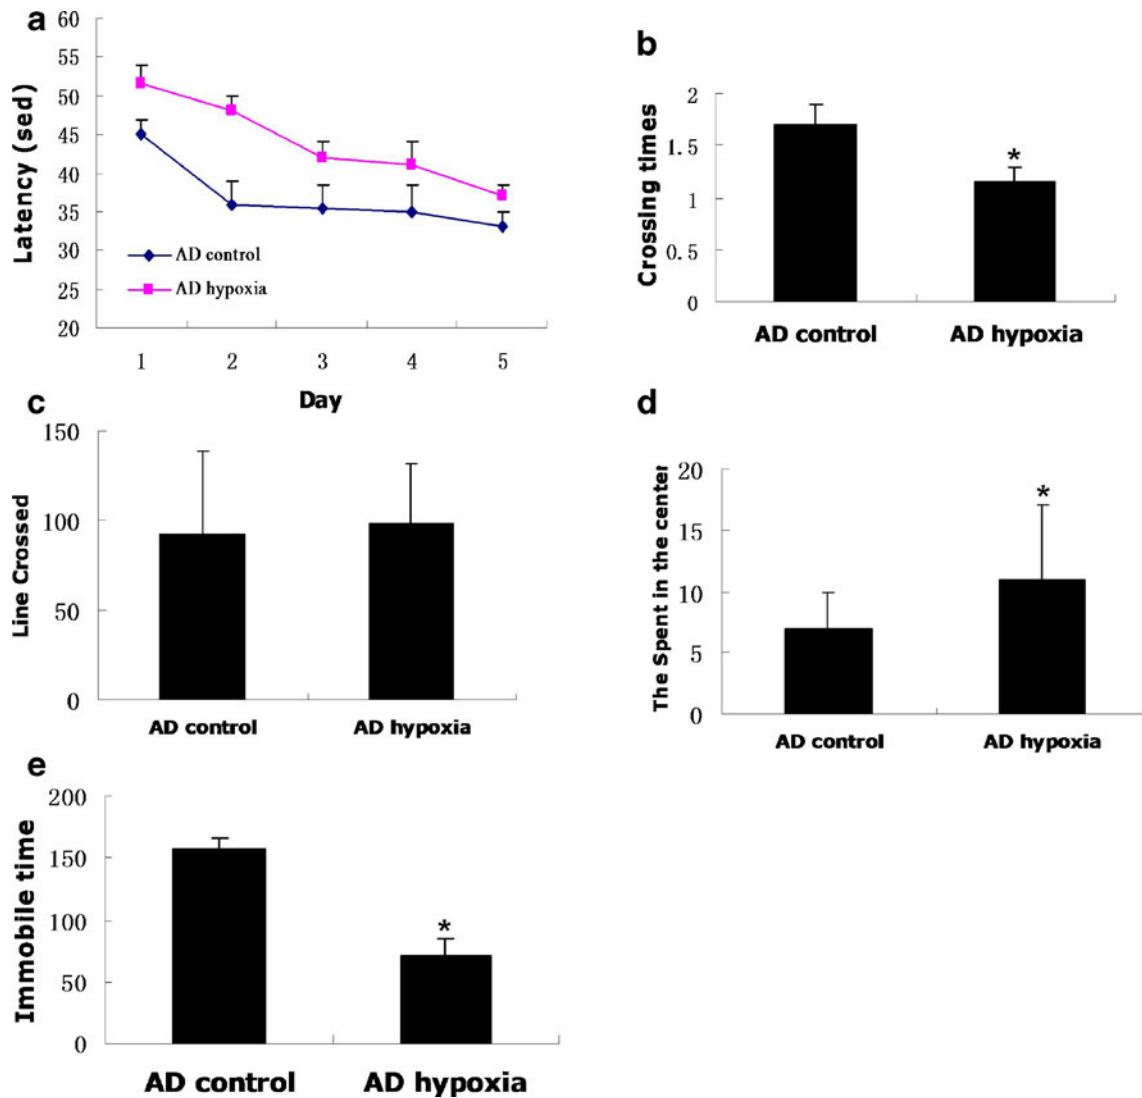 a
60
55
50
45
40
35
30
25
20
Latency (sed)
AD control
AD hypoxia
1 2 3 4 5
Day
b
2
1.5
1
0.5
0
Crossing times
*
AD control AD hypoxia
c
150
100
50
0
Line Crossed
AD control AD hypoxia
d
20
15
10
5
0
The Spent in the center
*
AD control AD hypoxia
e
200
150
100
50
0
Immobile time
*
AD control AD hypoxia